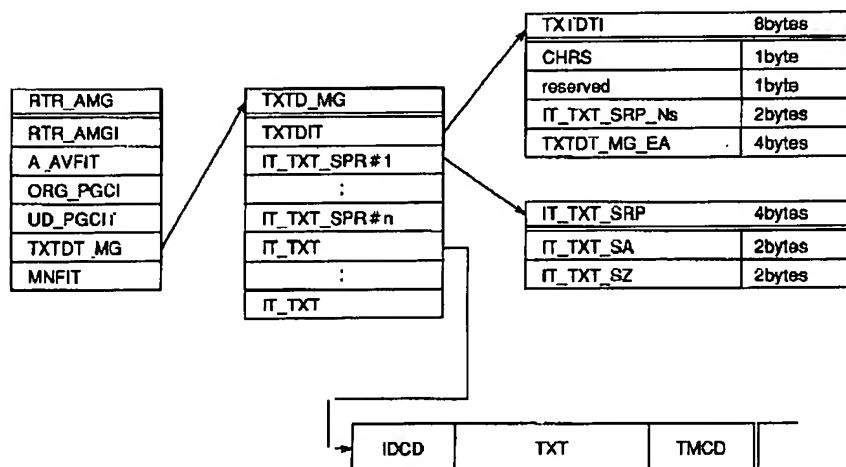 RTR_AMG
RTR_AMGI
A_AVFIT
ORG_PGCI
UD_PGCIT
TXTDT_MG
MNFIT
TXTD_MG
TXTDIT
IT_TXT_SPR#1
:
IT_TXT_SPR#n
IT_TXT
:
IT_TXT
TXTDTI 8bytes
CHRS 1byte
reserved 1byte
IT_TXT_SRP_Ns 2bytes
TXTDT_MG_EA 4bytes
IT_TXT_SRP 4bytes
IT_TXT_SA 2bytes
IT_TXT_SZ 2bytes
IDCD TXT TMCD